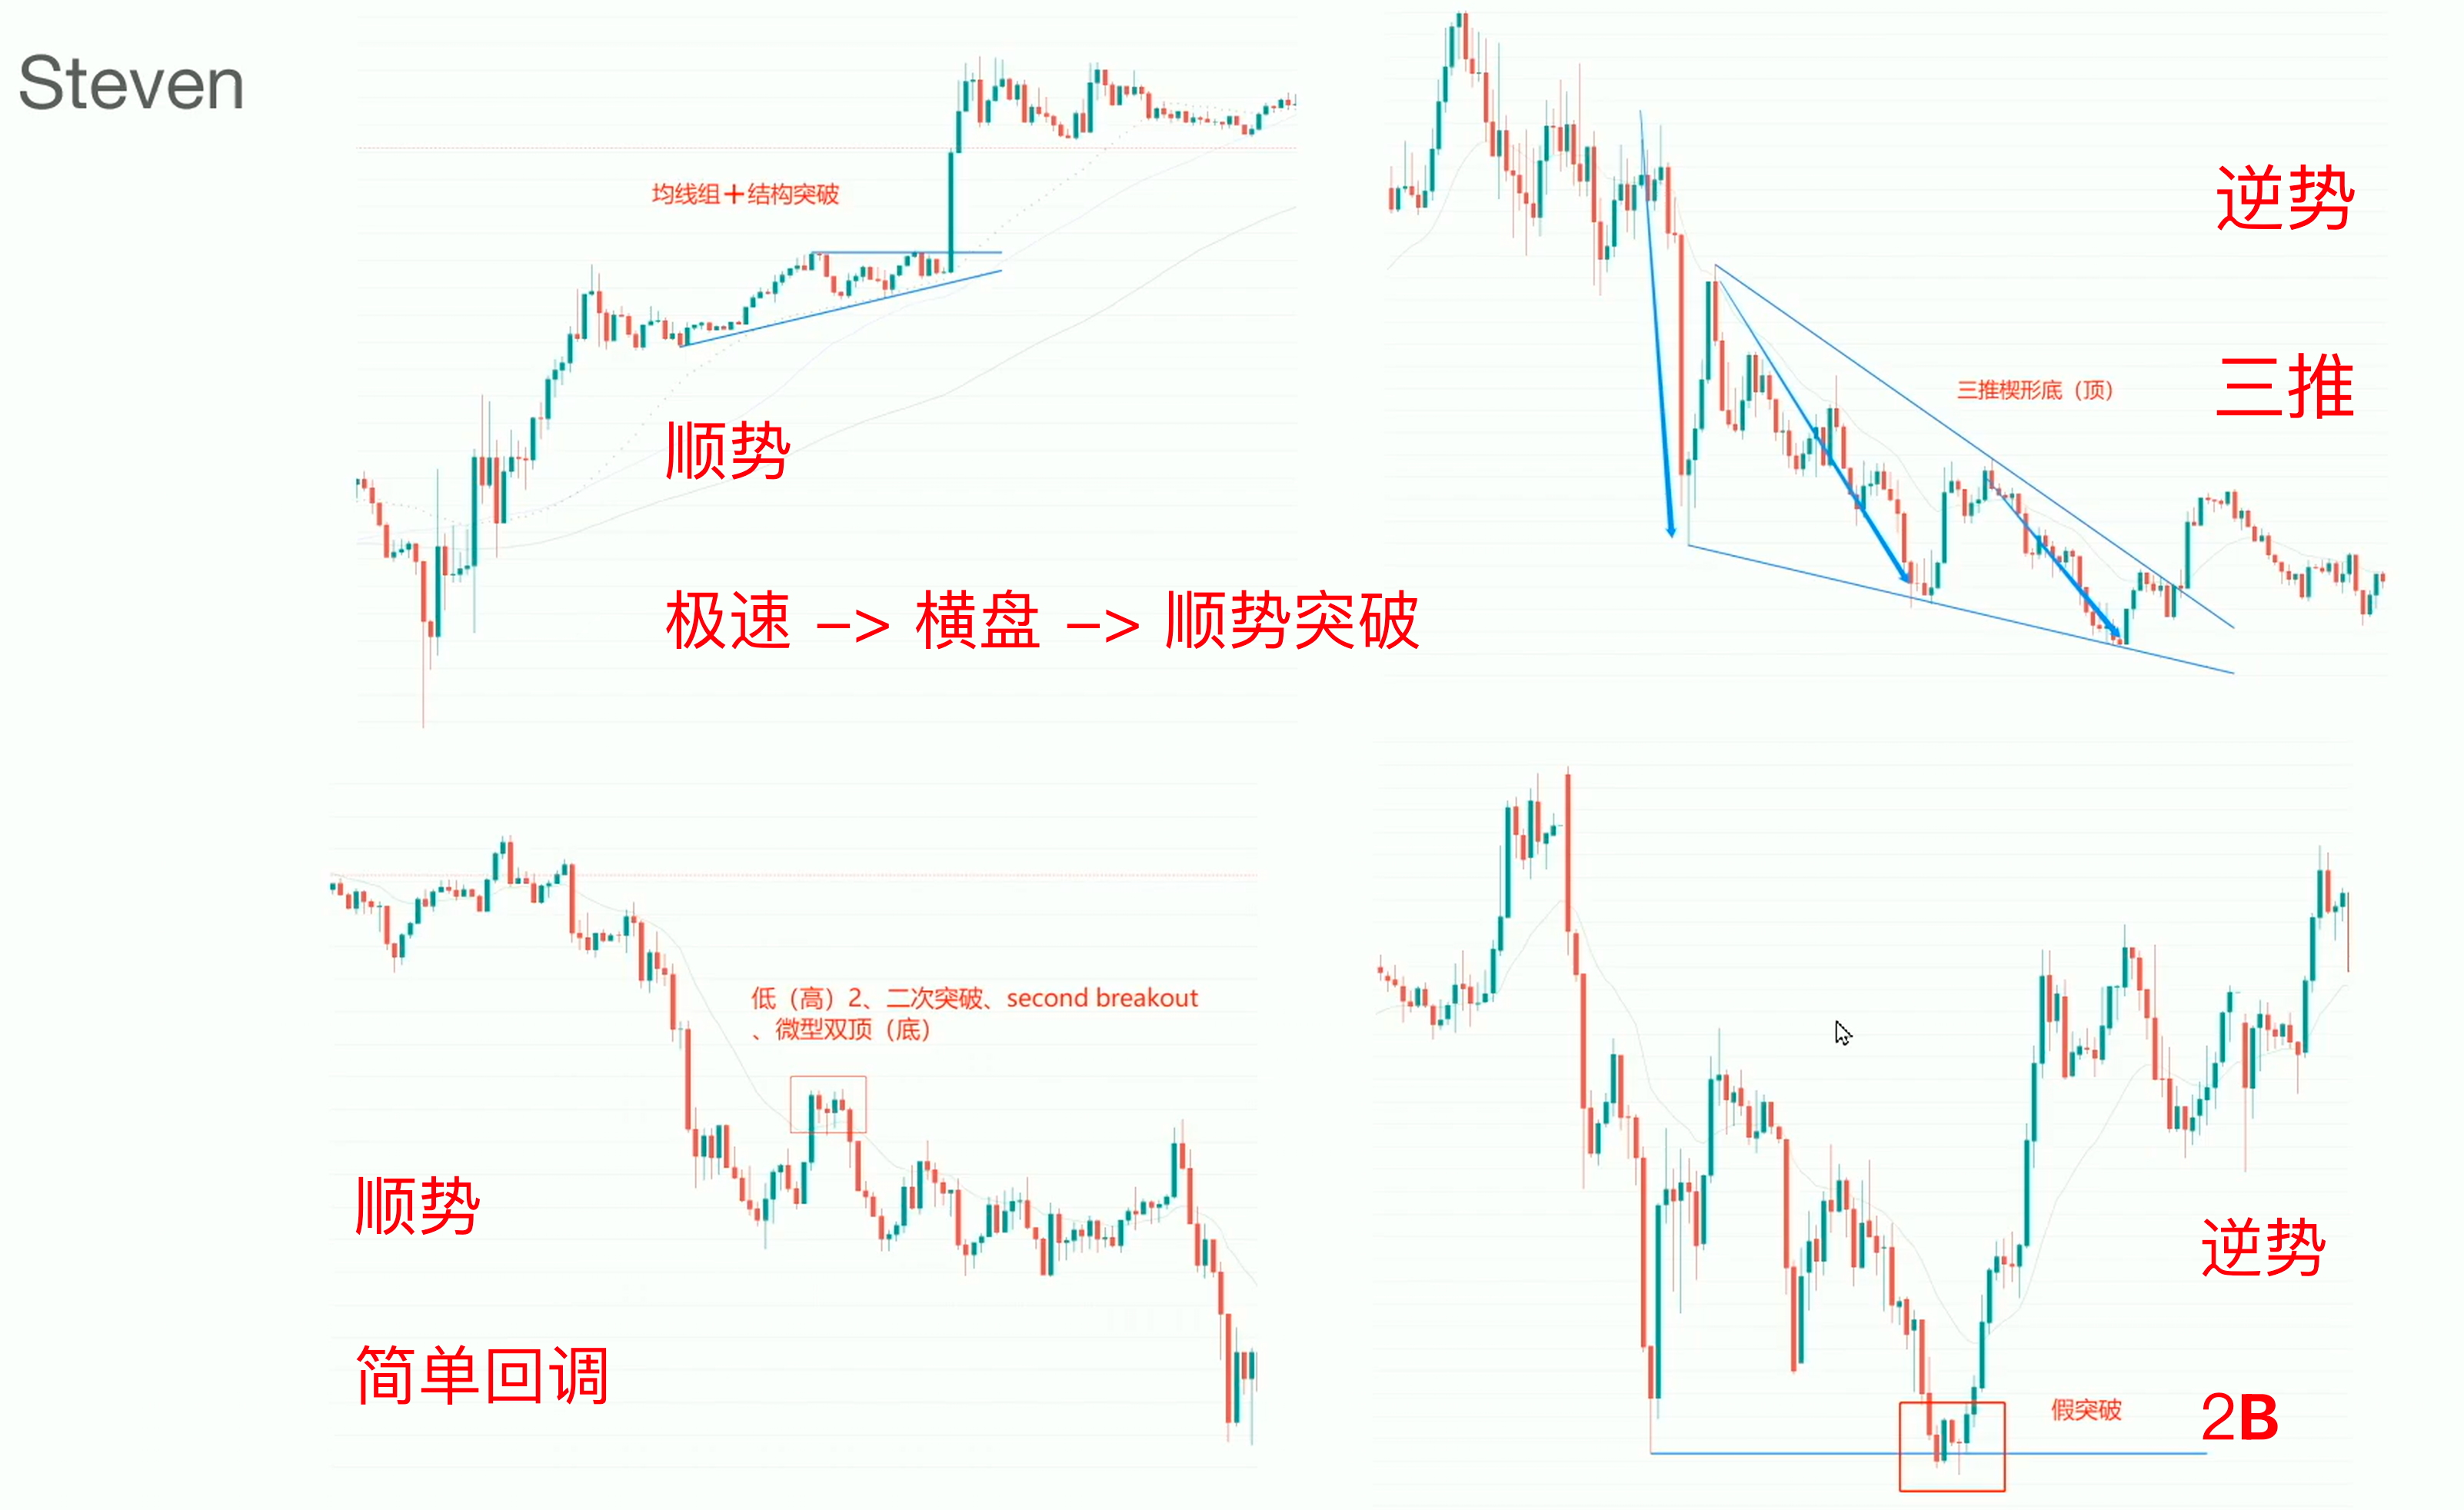 Steven
均线组＋结构突破
顺势
极速 —> 横盘 —> 顺势突破
逆势
三推楔形底（顶）
三推
低（高）2、二次突破、second breakout
、微型双顶（底）
顺势
简单回调
逆势
假突破
2B